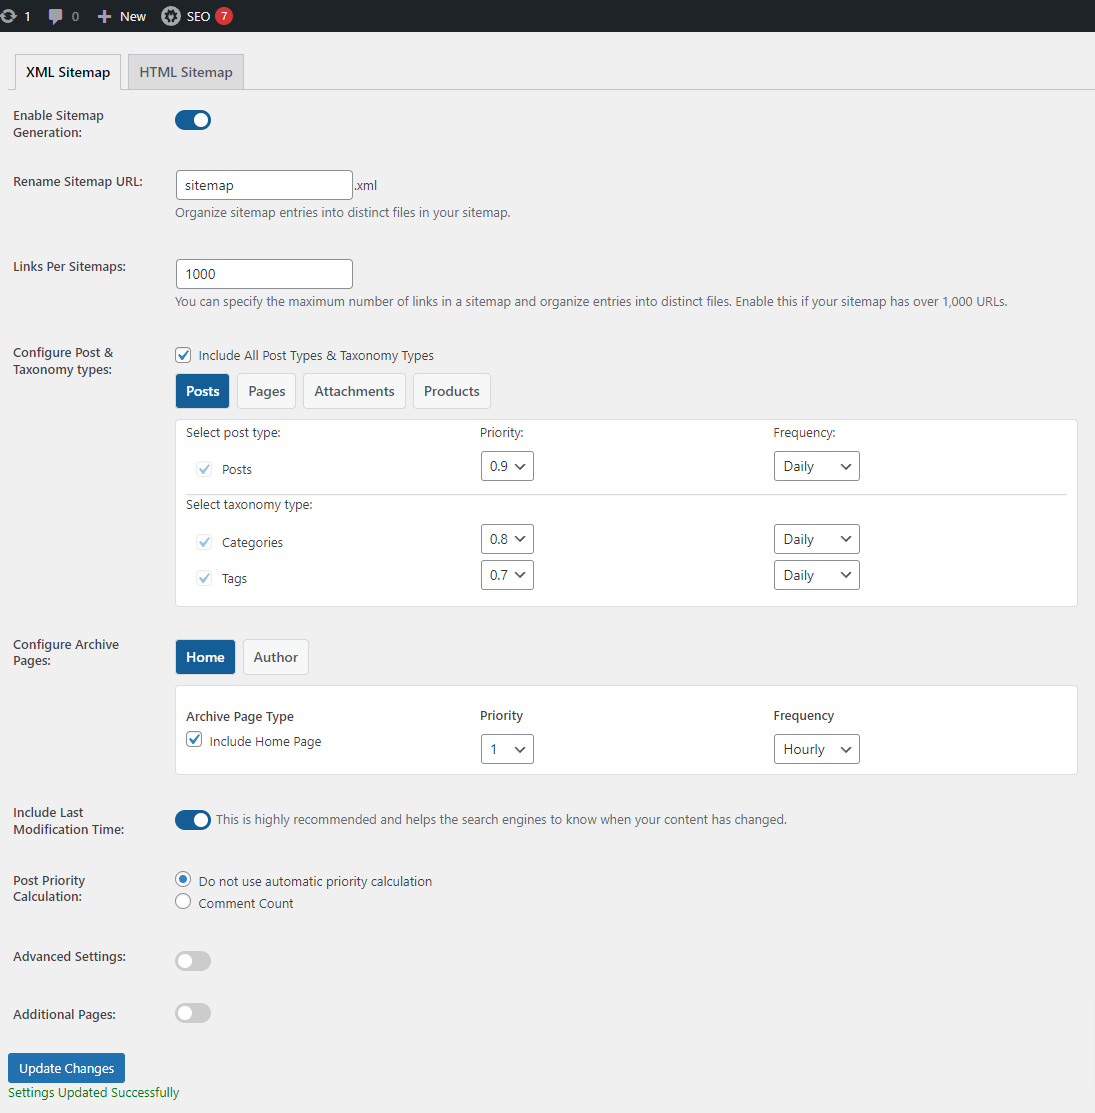 1 0 New SEO 7
XML Sitemap HTML Sitemap
Enable Sitemap
Generation:
Rename Sitemap URL:
sitemap .xml
Organize sitemap entries into distinct files in your sitemap.
Links Per Sitemaps:
1000
You can specify the maximum number of links in a sitemap and organize entries into distinct files. Enable this if your sitemap has over 1,000 URLs.
Configure Post &
Taxonomy types:
Include All Post Types & Taxonomy Types
Posts Pages Attachments Products
Select post type: Priority: Frequency:
Posts 0.9 Daily
Select taxonomy type:
Categories 0.8 Daily
Tags 0.7 Daily
Configure Archive
Pages:
Home Author
Archive Page Type Priority Frequency
Include Home Page 1 Hourly
Include Last
Modification Time:
This is highly recommended and helps the search engines to know when your content has changed.
Post Priority
Calculation:
Do not use automatic priority calculation
Comment Count
Advanced Settings:
Additional Pages:
Update Changes
Settings Updated Successfully